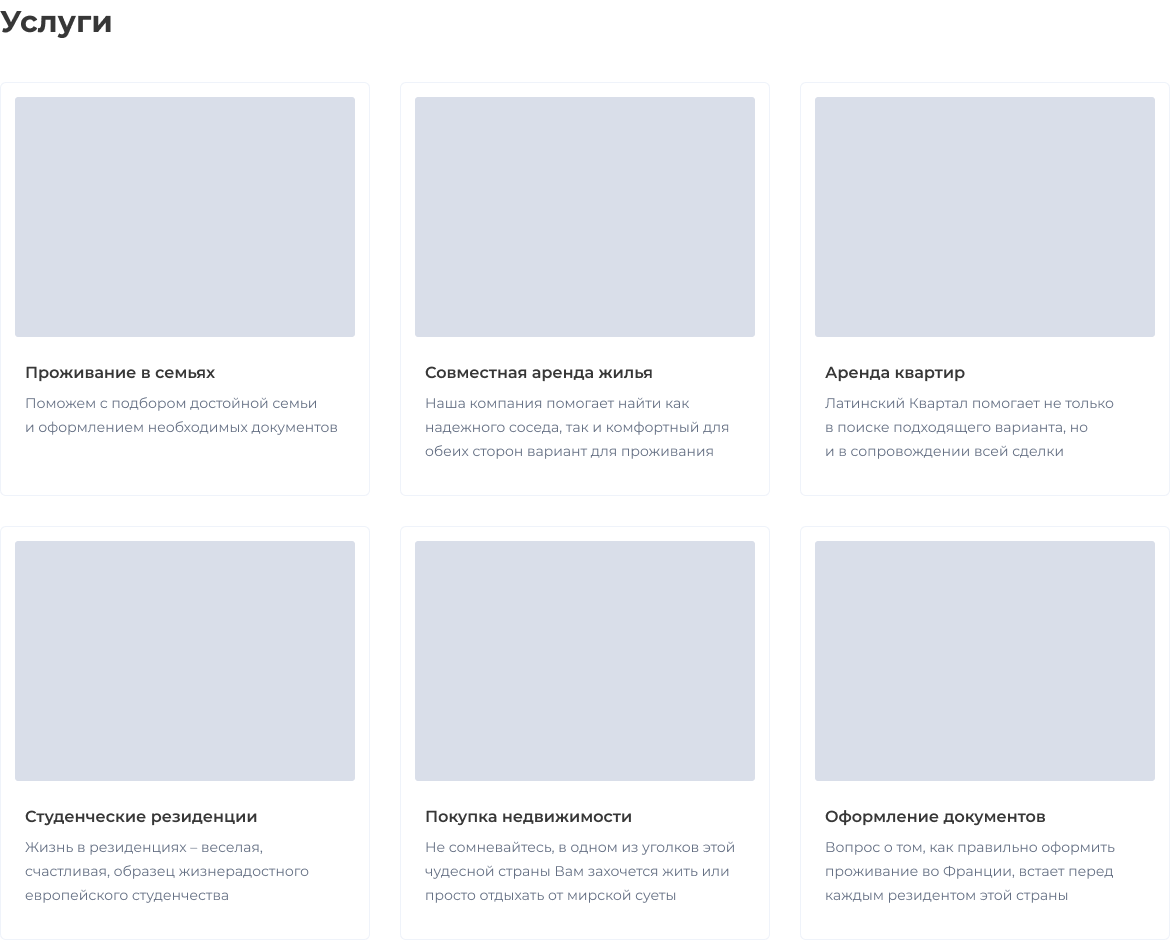 Услуги
Проживание в семьях
Поможем с подбором достойной семьи
и оформлением необходимых документов
Совместная аренда жилья
Наша компания помогает найти как
надежного соседа, так и комфортный для
обеих сторон вариант для проживания
Аренда квартир
Латинский Квартал помогает не только
в поиске подходящего варианта, но
и в сопровождении всей сделки
Студенческие резиденции
Жизнь в резиденциях – веселая,
счастливая, образец жизнерадостного
европейского студенчества
Покупка недвижимости
Не сомневайтесь, в одном из уголков этой
чудесной страны Вам захочется жить или
просто отдыхать от мирской суеты
Оформление документов
Вопрос о том, как правильно оформить
проживание во Франции, встает перед
каждым резидентом этой страны